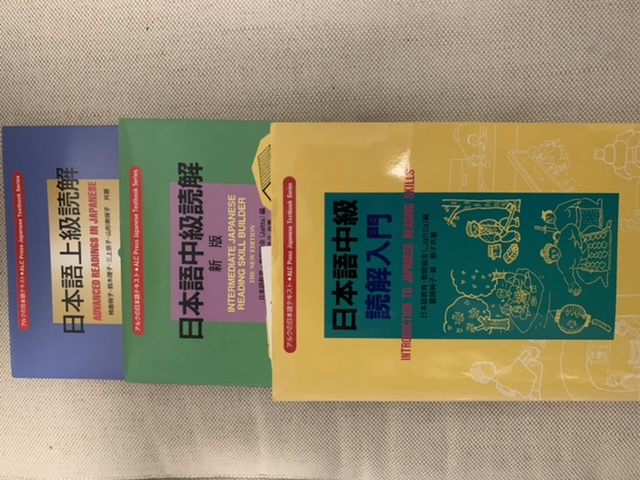 アルクの日本語テキスト★ALC Press Japanese Textbook Series
日本語上級読解
ADVANCED READINGS IN JAPANESE
アルクの日本語テキスト★ALC Press Japanese Textbook Series
日本語中級読解
新版
INTERMEDIATE JAPANESE
READING SKILL BUILDER
THE NEW EDITION
アルクの日本語テキスト★ALC Press Japanese Textbook Series
日本語中級
読解入門
INTRODUCTION TO JAPANESE READING SKILLS